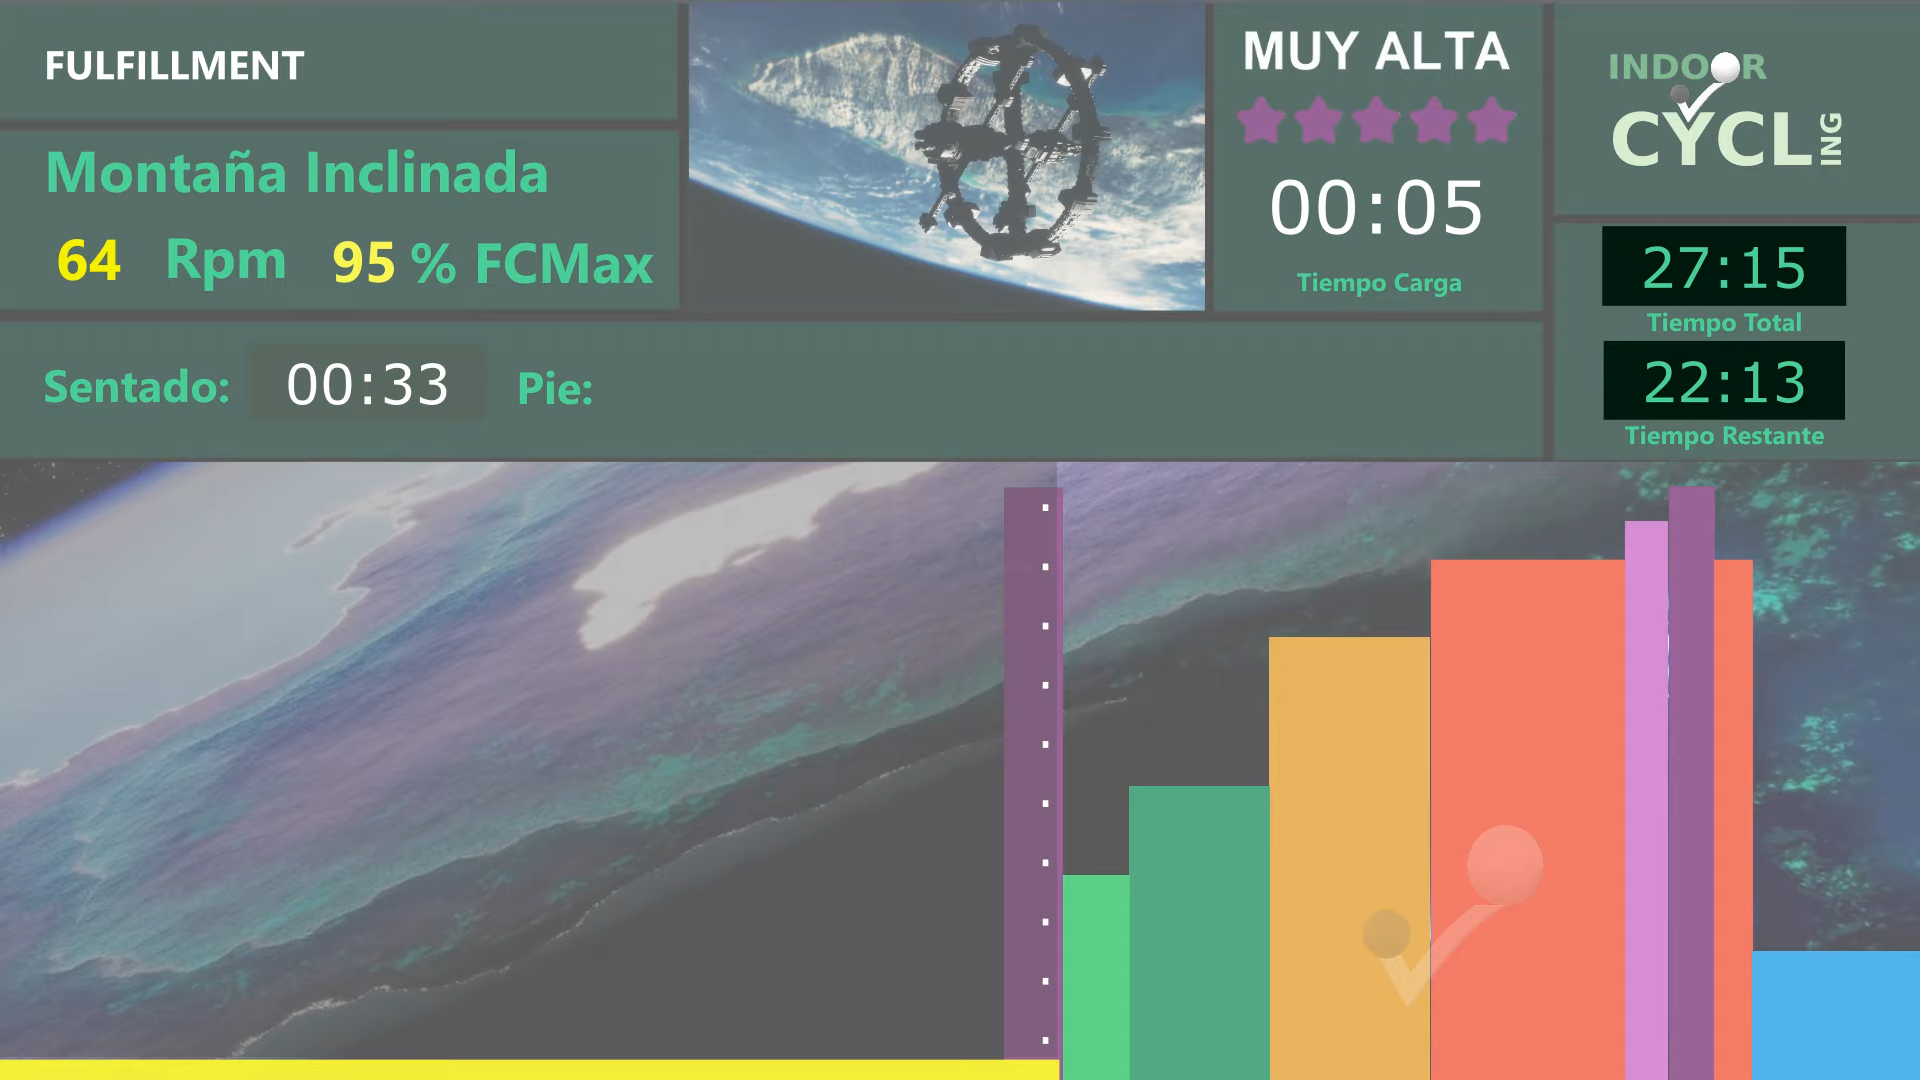 FULFILLMENT
Montaña Inclinada
64 Rpm 95 % FCMax
Sentado: 00:33 Pie:
MUY ALTA
00:05
Tiempo Carga
INDOOR
CYCLING
27:15
Tiempo Total
22:13
Tiempo Restante